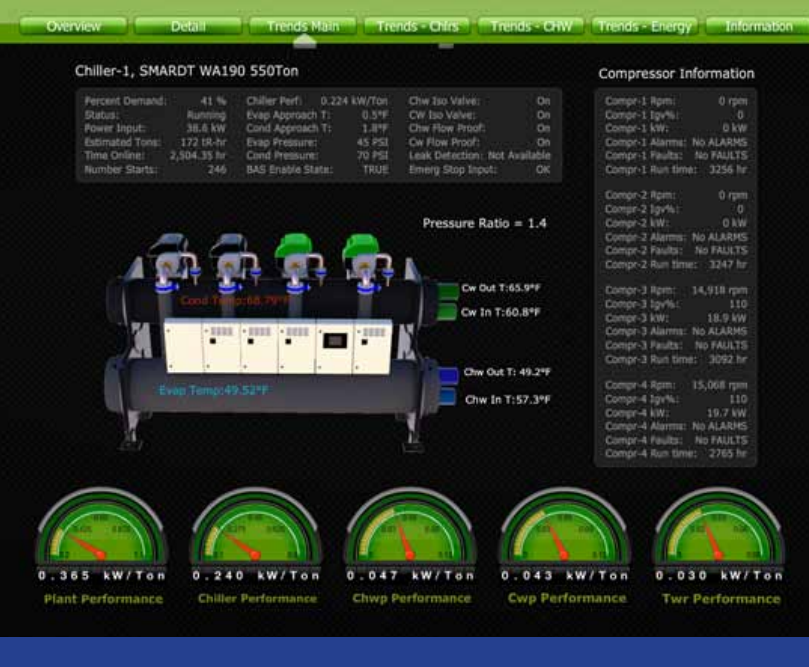 Overview Detail Trends Main Trends - Chlrs Trends - CHW Trends - Energy Information
Chiller-1, SMARDT WA190 550Ton
Percent Demand: 41 % Chiller Perf: 0.224 kW/Ton Chw Iso Valve: On
Status: Running Evap Approach T: 0.5°F CW Iso Valve: On
Power Input: 38.6 kW Cond Approach T: 1.8°F Chw Flow Proof: On
Estimated Tons: 172 tR-hr Evap Pressure: 45 PSI Cw Flow Proof: On
Time Online: 2,504.35 hr Cond Pressure: 70 PSI Leak Detection: Not Available
Number Starts: 246 BAS Enable State: TRUE Emerg Stop Input: OK
Compressor Information
Compr-1 Rpm: 0 rpm
Compr-1 Igv%: 0
Compr-1 kW: 0 kW
Compr-1 Alarms: No ALARMS
Compr-1 Faults: No FAULTS
Compr-1 Run time: 3256 hr
Compr-2 Rpm: 0 rpm
Compr-2 Igv%: 0
Compr-2 kW: 0 kW
Compr-2 Alarms: No ALARMS
Compr-2 Faults: No FAULTS
Compr-2 Run time: 3247 hr
Compr-3 Rpm: 14,918 rpm
Compr-3 Igv%: 110
Compr-3 kW: 18.9 kW
Compr-3 Alarms: No ALARMS
Compr-3 Faults: No FAULTS
Compr-3 Run time: 3092 hr
Compr-4 Rpm: 15,068 rpm
Compr-4 Igv%: 110
Compr-4 kW: 19.7 kW
Compr-4 Alarms: No ALARMS
Compr-4 Faults: No FAULTS
Compr-4 Run time: 2765 hr
Pressure Ratio = 1.4
Cond Temp:68.79°F
Cw Out T:65.9°F
Cw In T:60.8°F
Evap Temp:49.52°F
Chw Out T: 49.2°F
Chw In T:57.3°F
0.365 kW/Ton 0.240 kW/Ton 0.047 kW/Ton 0.043 kW/Ton 0.030 kW/Ton
Plant Performance Chiller Performance Chwp Performance Cwp Performance Twr Performance